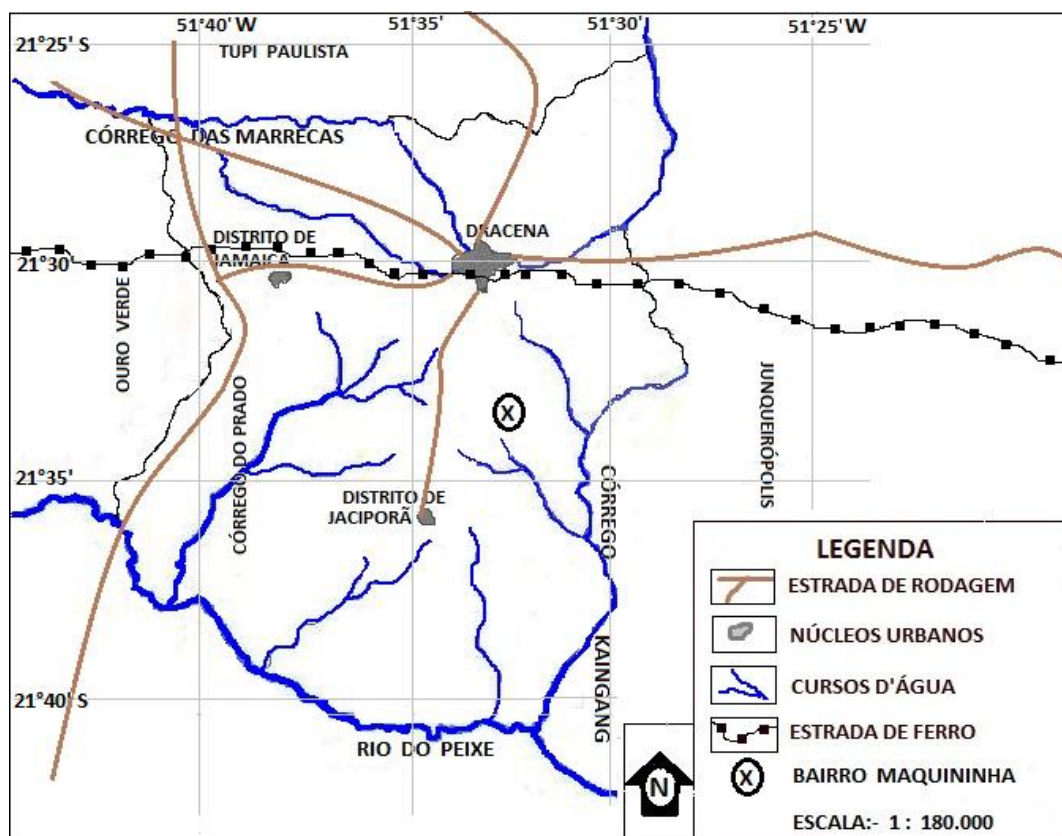 51°40' W
51°35'
51°30'
51°25' W
21°25' S
TUPI PAULISTA
CÓRREGO DAS MARRECAS
DRACENA
DISTRITO DE
JAMAICA
21°30'
OURO VERDE
CÓRREGO DO PRADO
JUNQUEIRÓPOLIS
X
21°35'
DISTRITO DE
JACIPORÃ
CÓRREGO
KAINGANG
21°40' S
RIO DO PEIXE
N
LEGENDA
ESTRADA DE RODAGEM
NÚCLEOS URBANOS
CURSOS D'ÁGUA
ESTRADA DE FERRO
X BAIRRO MAQUININHA
ESCALA:- 1 : 180.000